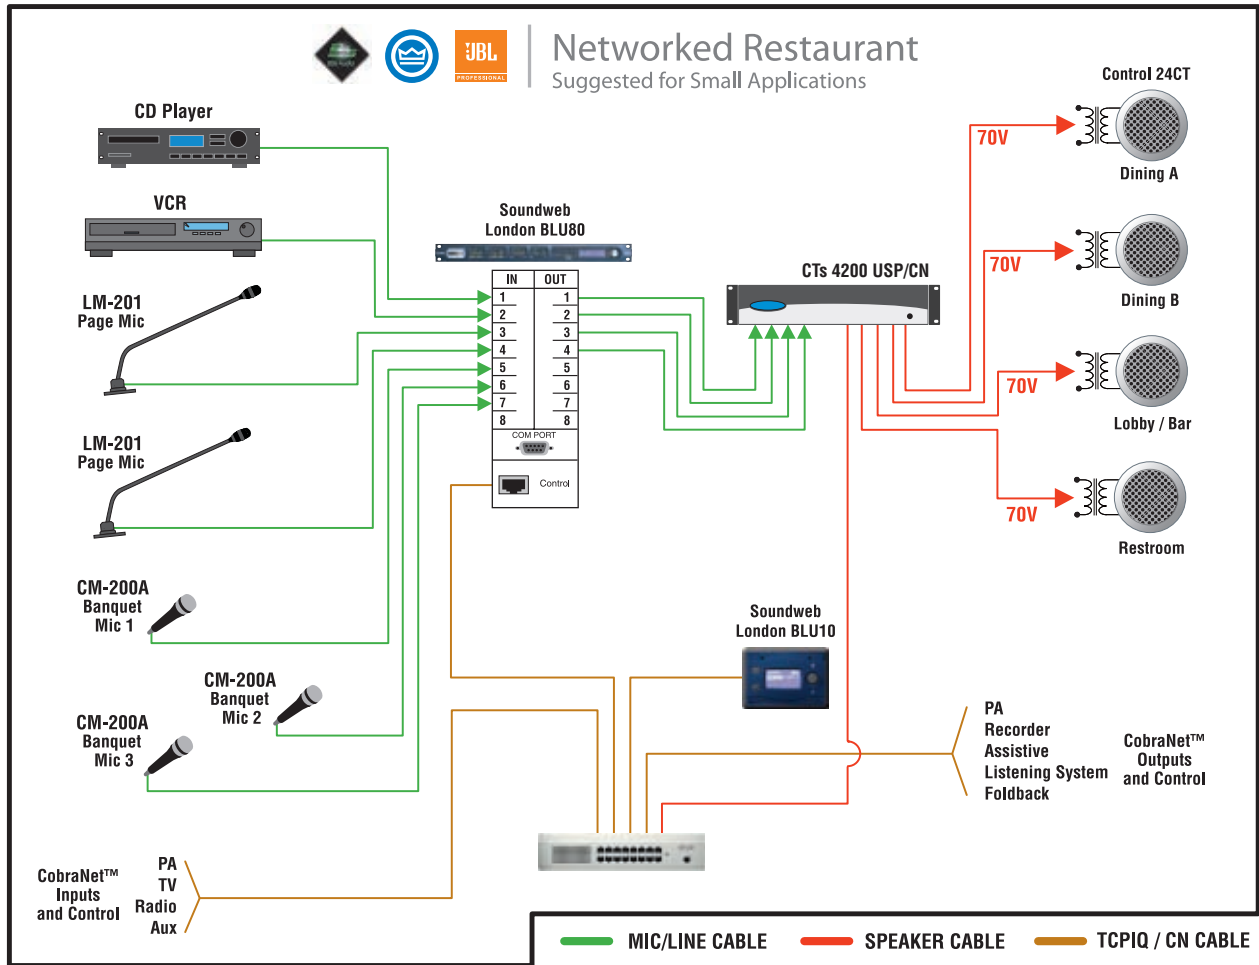 JBL
PROFESSIONAL
Networked Restaurant
Suggested for Small Applications
CD Player
VCR
LM-201
Page Mic
LM-201
Page Mic
CM-200A
Banquet
Mic 1
CM-200A
Banquet
Mic 2
CM-200A
Banquet
Mic 3
Soundweb
London BLU80
IN OUT
1 1
2 2
3 3
4 4
5 5
6 6
7 7
8 8
COM PORT
Control
CTs 4200 USP/CN
Control 24CT
70V
Dining A
70V
Dining B
70V
Lobby / Bar
70V
Restroom
Soundweb
London BLU10
PA
Recorder
Assistive
Listening System
Foldback
CobraNet™
Outputs
and Control
CobraNet™
Inputs
and Control
PA
TV
Radio
Aux
MIC/LINE CABLE
SPEAKER CABLE
TCPIQ / CN CABLE